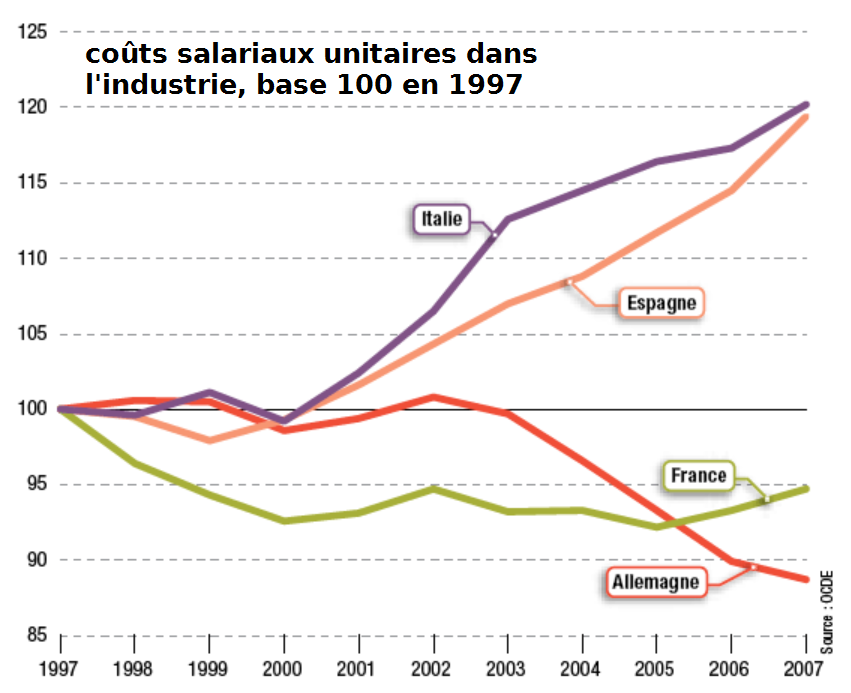 coûts salariaux unitaires dans
l'industrie, base 100 en 1997
125
120
115
110
105
100
95
90
85
Italie
Espagne
France
Allemagne
Source : OCDE
1997 1998 1999 2000 2001 2002 2003 2004 2005 2006 2007